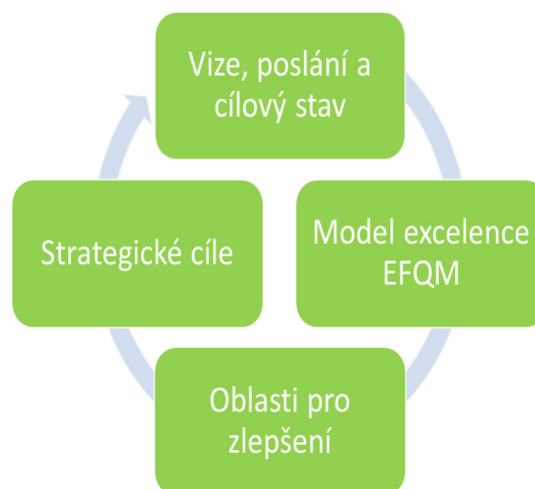 Vize, poslání a
cílový stav
Model excelence
EFQM
Oblasti pro
zlepšení
Strategické cíle